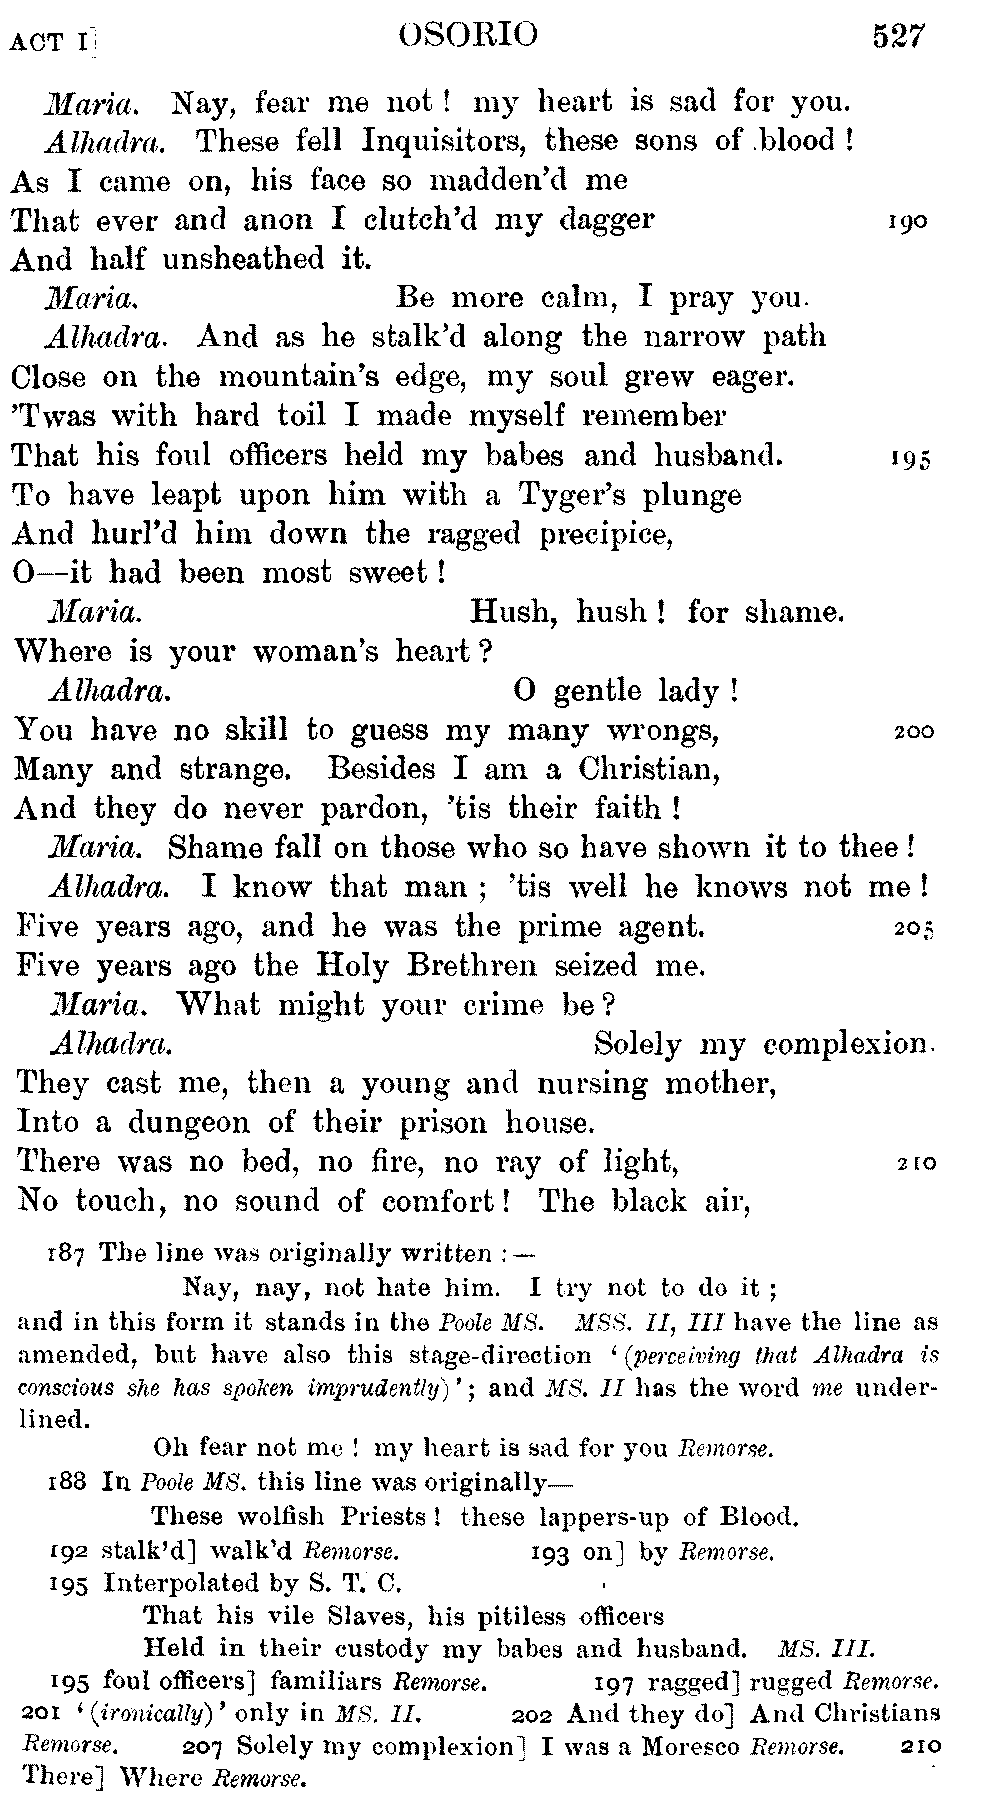 ACT I] OSORIO 527
Maria. Nay, fear me not! my heart is sad for you.
Alhadra. These fell Inquisitors, these sons of blood!
As I came on, his face so madden'd me
That ever and anon I clutch'd my dagger 190
And half unsheathed it.
Maria. Be more calm, I pray you.
Alhadra. And as he stalk'd along the narrow path
Close on the mountain's edge, my soul grew eager.
'Twas with hard toil I made myself remember
That his foul officers held my babes and husband. 195
To have leapt upon him with a Tyger's plunge
And hurl'd him down the ragged precipice,
O—it had been most sweet!
Maria. Hush, hush! for shame.
Where is your woman's heart?
Alhadra. O gentle lady!
You have no skill to guess my many wrongs, 200
Many and strange. Besides I am a Christian,
And they do never pardon, 'tis their faith!
Maria. Shame fall on those who so have shown it to thee!
Alhadra. I know that man; 'tis well he knows not me!
Five years ago, and he was the prime agent. 205
Five years ago the Holy Brethren seized me.
Maria. What might your crime be?
Alhadra. Solely my complexion.
They cast me, then a young and nursing mother,
Into a dungeon of their prison house.
There was no bed, no fire, no ray of light, 210
No touch, no sound of comfort! The black air,
187 The line was originally written:—
Nay, nay, not hate him. I try not to do it;
and in this form it stands in the Poole MS. MSS. II, III have the line as
amended, but have also this stage-direction '(perceiving that Alhadra is
conscious she has spoken imprudently)'; and MS. II has the word me under-
lined.
Oh fear not me! my heart is sad for you Remorse.
188 In Poole MS. this line was originally—
These wolfish Priests! these lappers-up of Blood.
192 stalk'd] walk'd Remorse. 193 on] by Remorse.
195 Interpolated by S. T. C.
That his vile Slaves, his pitiless officers
Held in their custody my babes and husband. MS. III.
195 foul officers] familiars Remorse. 197 ragged] rugged Remorse.
201 '(ironically)' only in MS. II. 202 And they do] And Christians
Remorse. 207 Solely my complexion] I was a Moresco Remorse. 210
There] Where Remorse.